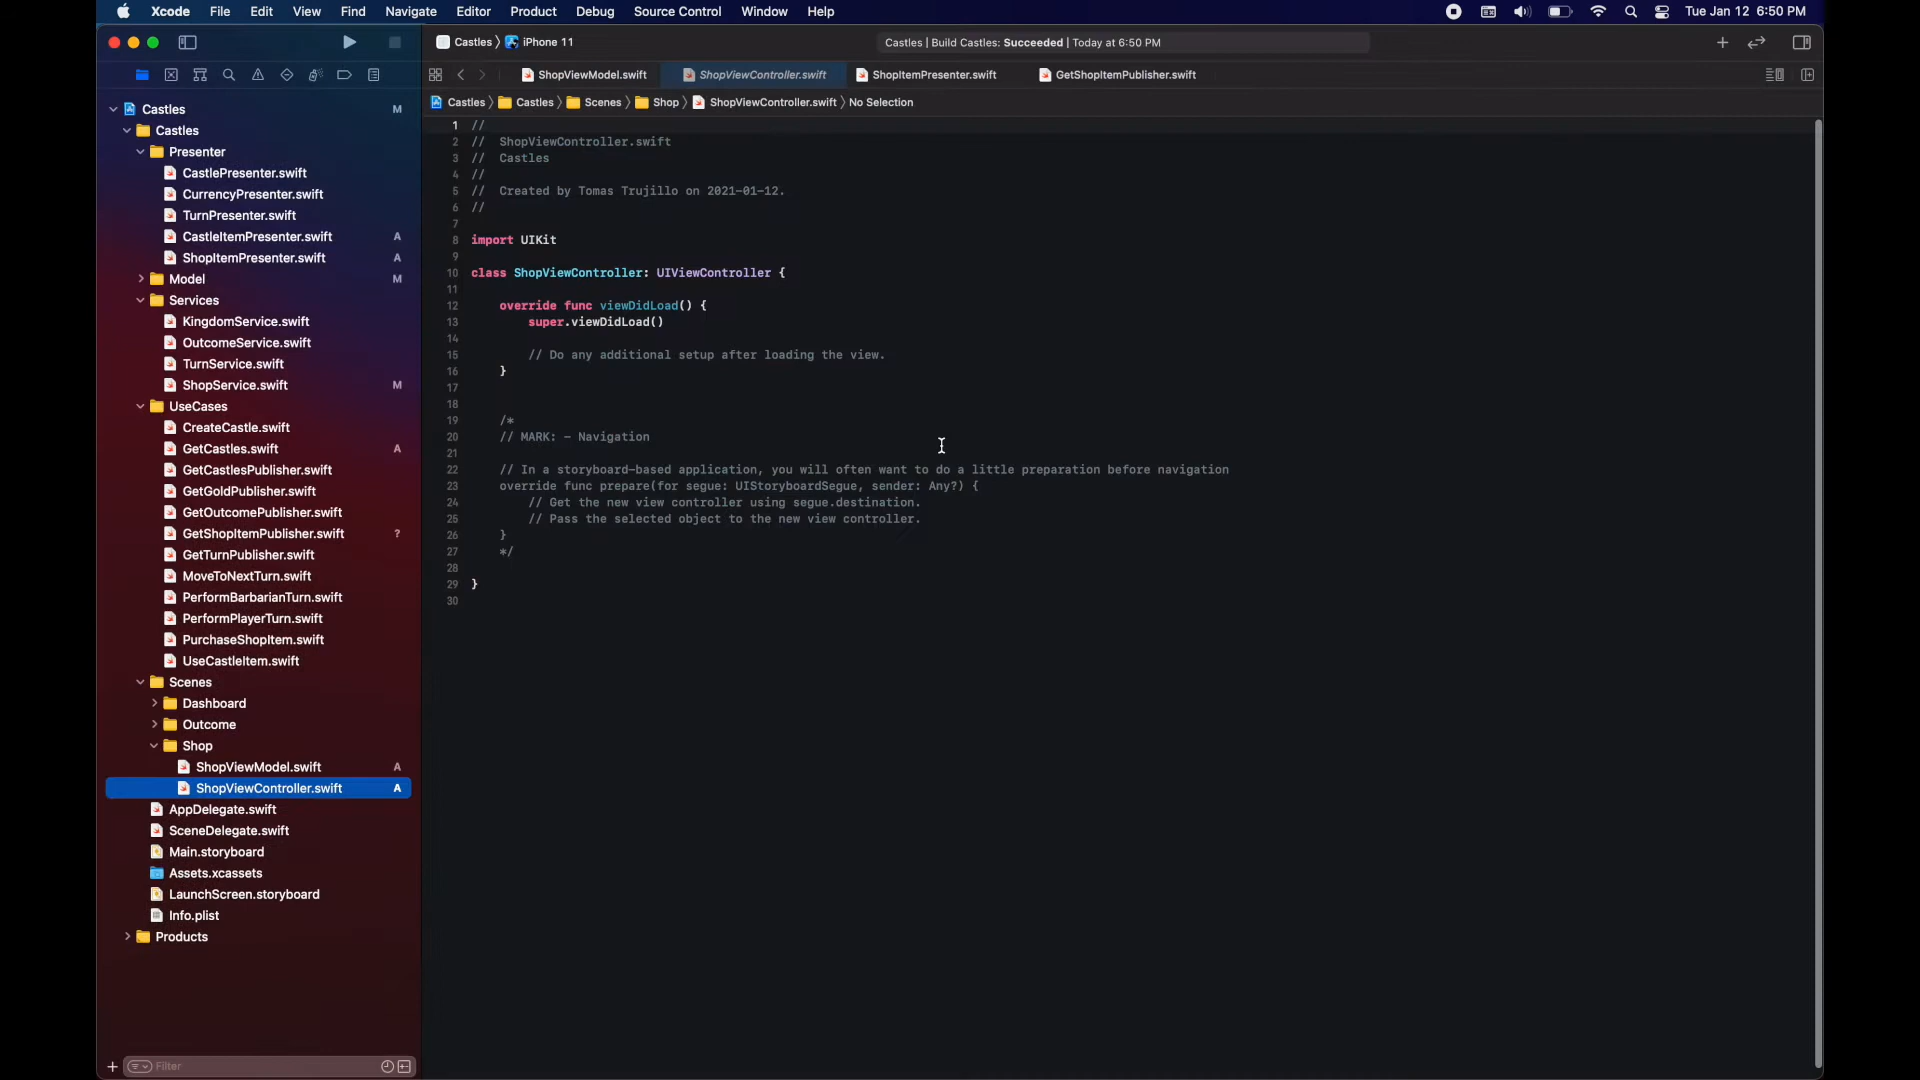 Xcode File Edit View Find Navigate Editor Product Debug Source Control Window Help Tue Jan 12 6:50 PM
Castles iPhone 11 Castles | Build Castles: Succeeded | Today at 6:50 PM
ShopViewModel.swift ShopViewController.swift ShopItemPresenter.swift GetShopItemPublisher.swift
Castles Castles Scenes Shop ShopViewController.swift No Selection
Castles M
Castles
Presenter
CastlePresenter.swift
CurrencyPresenter.swift
TurnPresenter.swift
CastleItemPresenter.swift A
ShopItemPresenter.swift A
Model M
Services
KingdomService.swift
OutcomeService.swift
TurnService.swift
ShopService.swift M
UseCases
CreateCastle.swift
GetCastles.swift A
GetCastlesPublisher.swift
GetGoldPublisher.swift
GetOutcomePublisher.swift
GetShopItemPublisher.swift ?
GetTurnPublisher.swift
MoveToNextTurn.swift
PerformBarbarianTurn.swift
PerformPlayerTurn.swift
PurchaseShopItem.swift
UseCastleItem.swift
Scenes
Dashboard
Outcome
Shop
ShopViewModel.swift A
ShopViewController.swift A
AppDelegate.swift
SceneDelegate.swift
Main.storyboard
Assets.xcassets
LaunchScreen.storyboard
Info.plist
Products
Filter
1 //
2 //  ShopViewController.swift
3 //  Castles
4 //
5 //  Created by Tomas Trujillo on 2021-01-12.
6 //
7
8 import UIKit
9
10 class ShopViewController: UIViewController {
11
12     override func viewDidLoad() {
13         super.viewDidLoad()
14
15         // Do any additional setup after loading the view.
16     }
17
18
19     /*
20     // MARK: - Navigation
21
22     // In a storyboard-based application, you will often want to do a little preparation before navigation
23     override func prepare(for segue: UIStoryboardSegue, sender: Any?) {
24         // Get the new view controller using segue.destination.
25         // Pass the selected object to the new view controller.
26     }
27     */
28
29 }
30